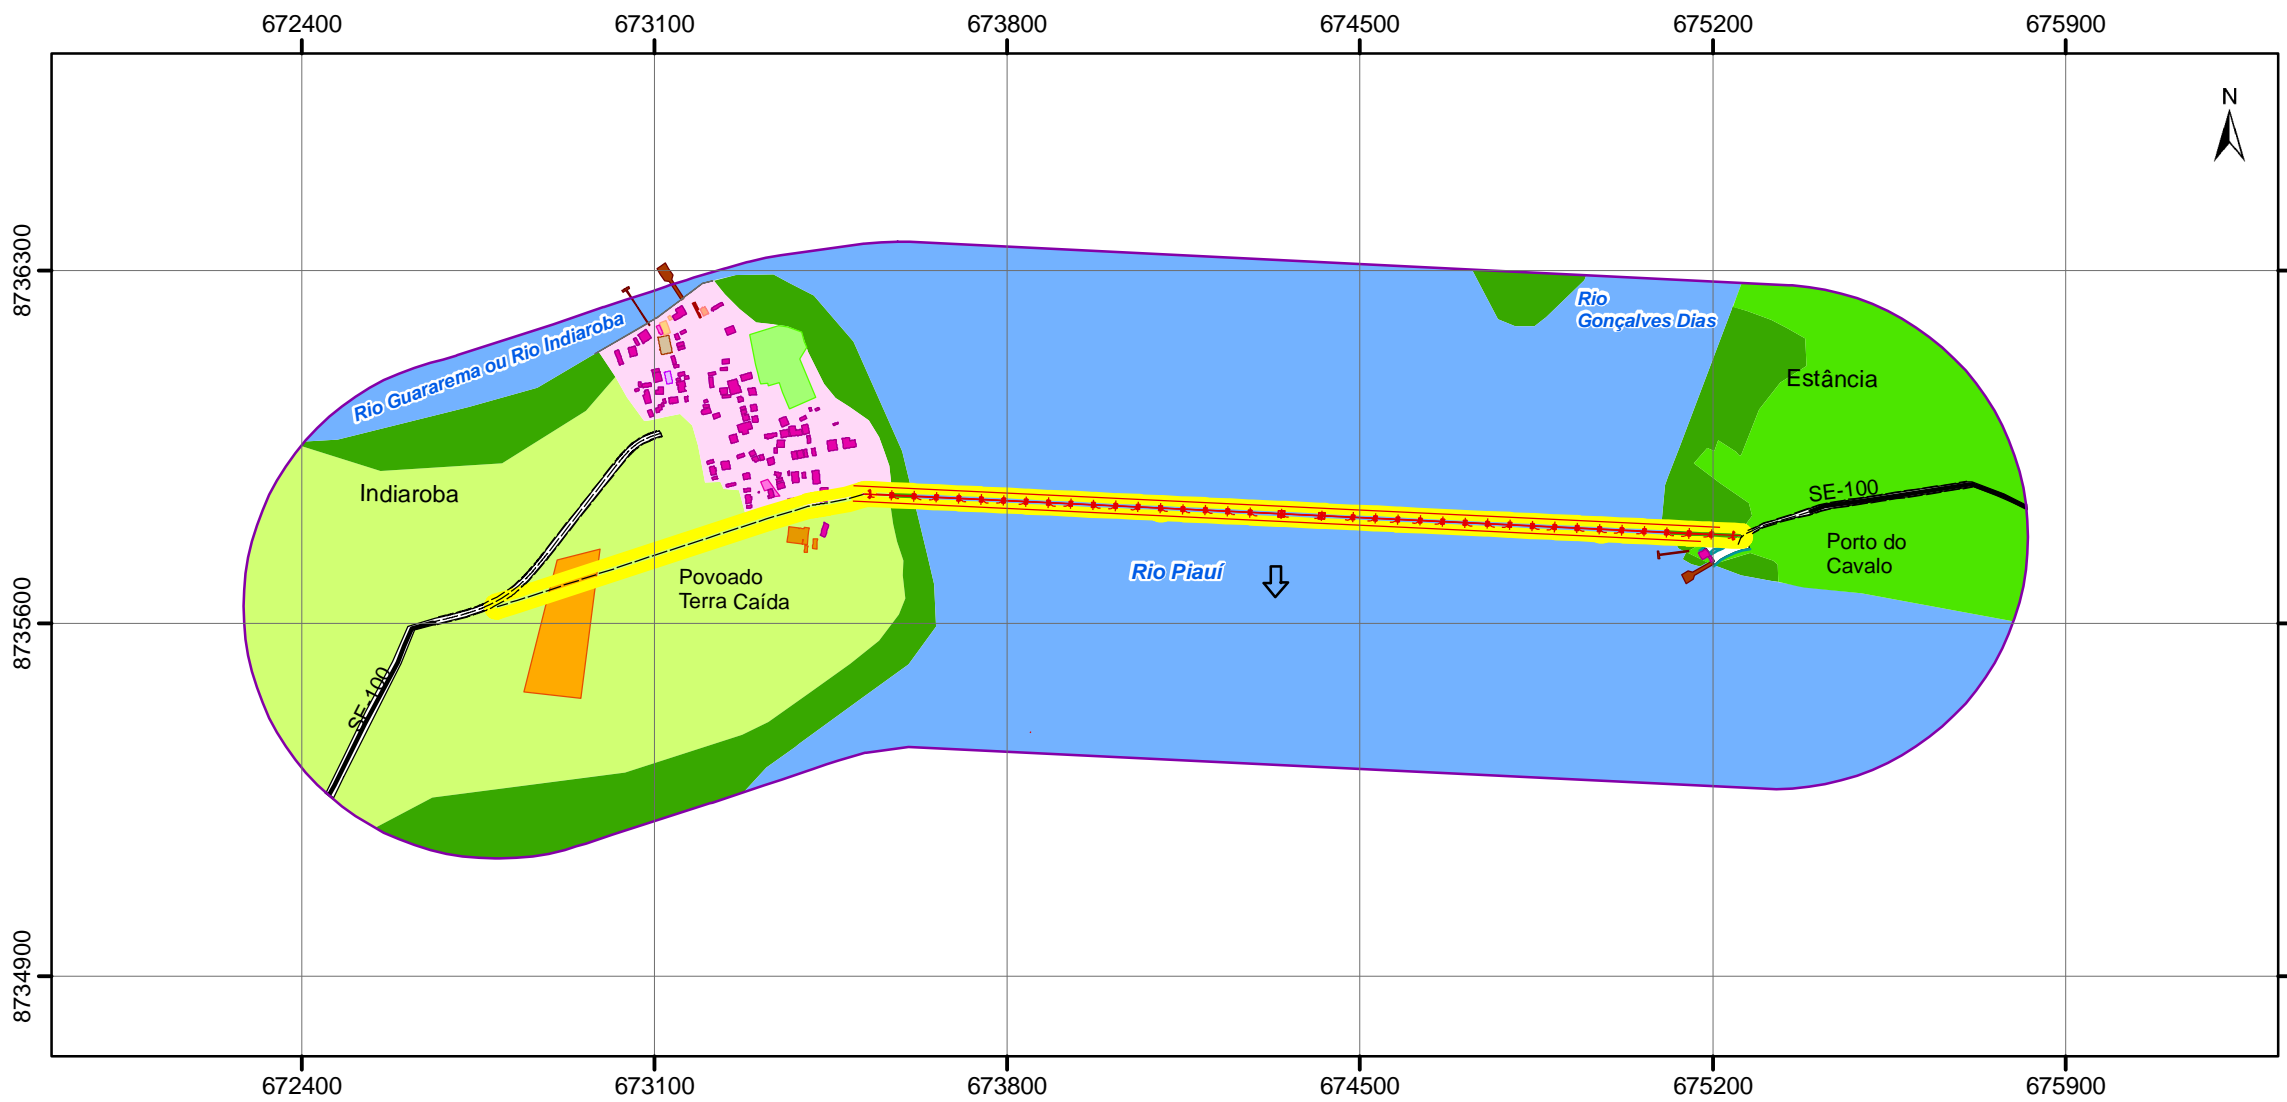 672400 673100 673800 674500 675200 675900
N
8736300
Rio
Gonçalves Dias
Rio Guararema ou Rio Indiaroba
Estância
Indiaroba
SE-100
Porto do
Cavalo
Rio Piauí
Povoado
Terra Caída
8735600
SE-100
8734900
672400 673100 673800 674500 675200 675900